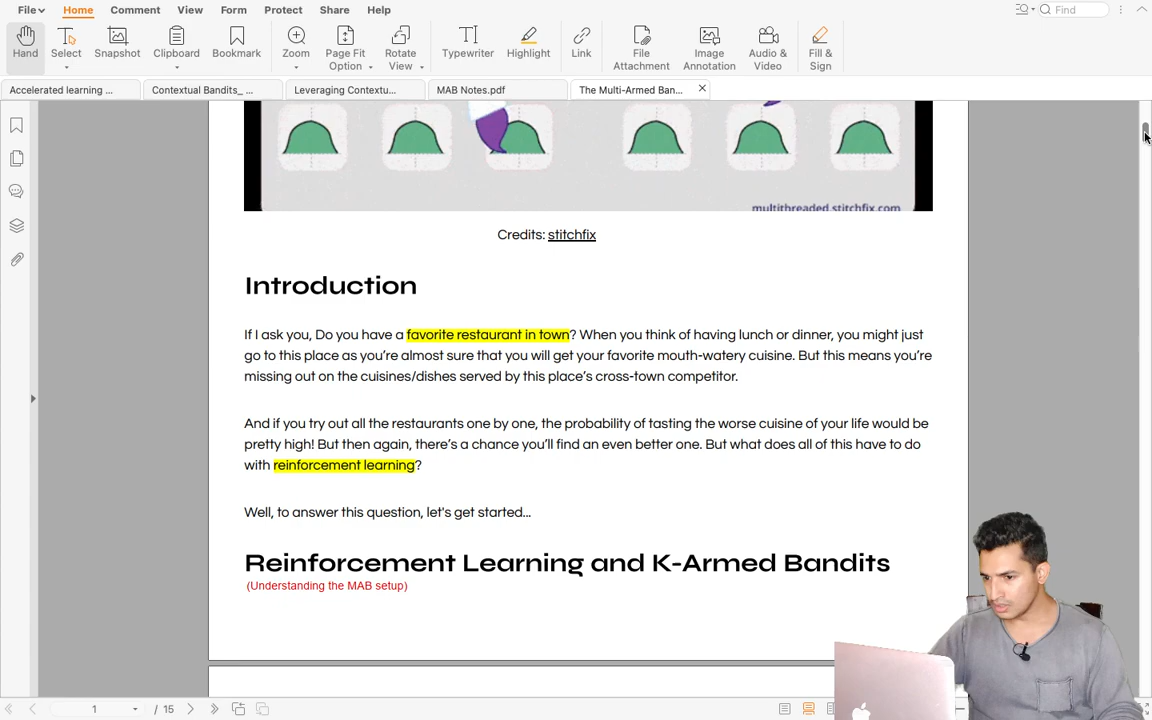 File Home Comment View Form Protect Share Help Find
Hand Select Snapshot Clipboard Bookmark Zoom Page Fit Option Rotate View Typewriter Highlight Link File Attachment Image Annotation Audio & Video Fill & Sign
Accelerated learning ... Contextual Bandits_ ... Leveraging Contextu... MAB Notes.pdf The Multi-Armed Ban...
multithreaded.stitchfix.com
Credits: stitchfix
Introduction
If I ask you, Do you have a favorite restaurant in town? When you think of having lunch or dinner, you might just
go to this place as you're almost sure that you will get your favorite mouth-watery cuisine. But this means you're
missing out on the cuisines/dishes served by this place's cross-town competitor.
And if you try out all the restaurants one by one, the probability of tasting the worse cuisine of your life would be
pretty high! But then again, there's a chance you'll find an even better one. But what does all of this have to do
with reinforcement learning?
Well, to answer this question, let's get started...
Reinforcement Learning and K-Armed Bandits
(Understanding the MAB setup)
1 / 15